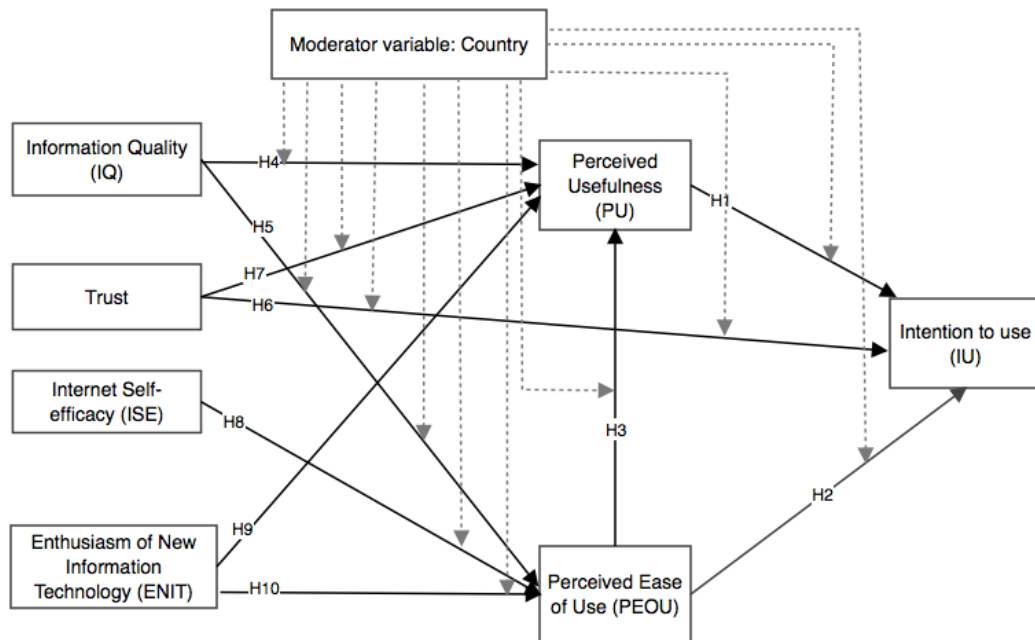 Moderator variable: Country
Information Quality
(IQ)
H4
Perceived
Usefulness
(PU)
H1
H5
H7
Trust
H6
Intention to use
(IU)
Internet Self-
efficacy (ISE)
H8
H3
H2
H9
Enthusiasm of New
Information
Technology (ENIT)
H10
Perceived Ease
of Use (PEOU)